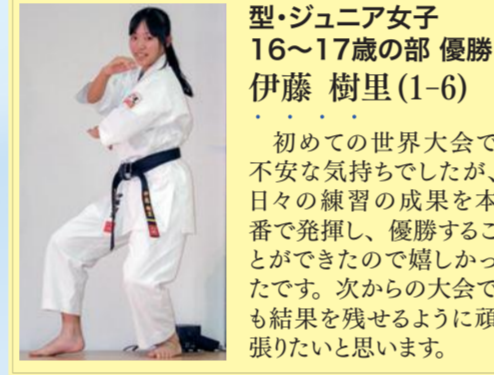 型・ジュニア女子
16〜17歳の部 優勝
伊藤 樹里(1-6)
初めての世界大会で
不安な気持ちでしたが、
日々の練習の成果を本
番で発揮し、優勝するこ
とができたので嬉しかっ
たです。次からの大会で
も結果を残せるように頑
張りたいと思います。